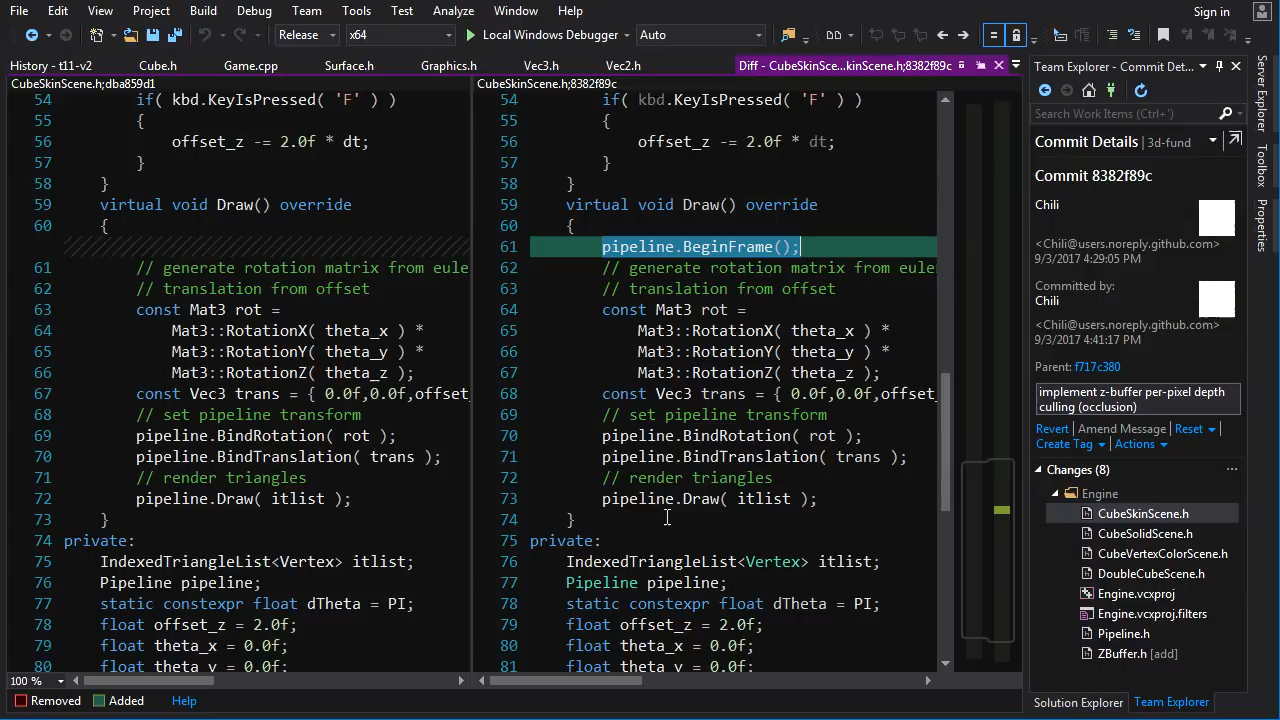 File Edit View Project Build Debug Team Tools Test Analyze Window Help Sign in
Release x64 Local Windows Debugger Auto
History - t11-v2 Cube.h Game.cpp Surface.h Graphics.h Vec3.h Vec2.h Diff - CubeSkinSce...kinScene.h;8382f89c
CubeSkinScene.h;dba859d1
54 if( kbd.KeyIsPressed( 'F' ) )
55 {
56 offset_z -= 2.0f * dt;
57 }
58 }
59 virtual void Draw() override
60 {
61 // generate rotation matrix from eule
62 // translation from offset
63 const Mat3 rot =
64 Mat3::RotationX( theta_x ) *
65 Mat3::RotationY( theta_y ) *
66 Mat3::RotationZ( theta_z );
67 const Vec3 trans = { 0.0f,0.0f,offset_
68 // set pipeline transform
69 pipeline.BindRotation( rot );
70 pipeline.BindTranslation( trans );
71 // render triangles
72 pipeline.Draw( itlist );
73 }
74 private:
75 IndexedTriangleList<Vertex> itlist;
76 Pipeline pipeline;
77 static constexpr float dTheta = PI;
78 float offset_z = 2.0f;
79 float theta_x = 0.0f;
80 float theta_y = 0.0f;
CubeSkinScene.h;8382f89c
54 if( kbd.KeyIsPressed( 'F' ) )
55 {
56 offset_z -= 2.0f * dt;
57 }
58 }
59 virtual void Draw() override
60 {
61 pipeline.BeginFrame();
62 // generate rotation matrix from eule
63 // translation from offset
64 const Mat3 rot =
65 Mat3::RotationX( theta_x ) *
66 Mat3::RotationY( theta_y ) *
67 Mat3::RotationZ( theta_z );
68 const Vec3 trans = { 0.0f,0.0f,offset_
69 // set pipeline transform
70 pipeline.BindRotation( rot );
71 pipeline.BindTranslation( trans );
72 // render triangles
73 pipeline.Draw( itlist );
74 }
75 private:
76 IndexedTriangleList<Vertex> itlist;
77 Pipeline pipeline;
78 static constexpr float dTheta = PI;
79 float offset_z = 2.0f;
80 float theta_x = 0.0f;
81 float theta_y = 0.0f;
100 %
Removed Added Help
Team Explorer - Commit Det...
Search Work Items (Ctrl+')
Commit Details | 3d-fund
Commit 8382f89c
Chili
<Chili@users.noreply.github.com>
9/3/2017 4:29:05 PM
Committed by:
Chili
<Chili@users.noreply.github.com>
9/3/2017 4:41:17 PM
Parent: f717c380
implement z-buffer per-pixel depth
culling (occlusion)
Revert Amend Message Reset
Create Tag Actions
Changes (8)
Engine
CubeSkinScene.h
CubeSolidScene.h
CubeVertexColorScene.h
DoubleCubeScene.h
Engine.vcxproj
Engine.vcxproj.filters
Pipeline.h
ZBuffer.h [add]
Solution Explorer Team Explorer
Server Explorer
Toolbox
Properties